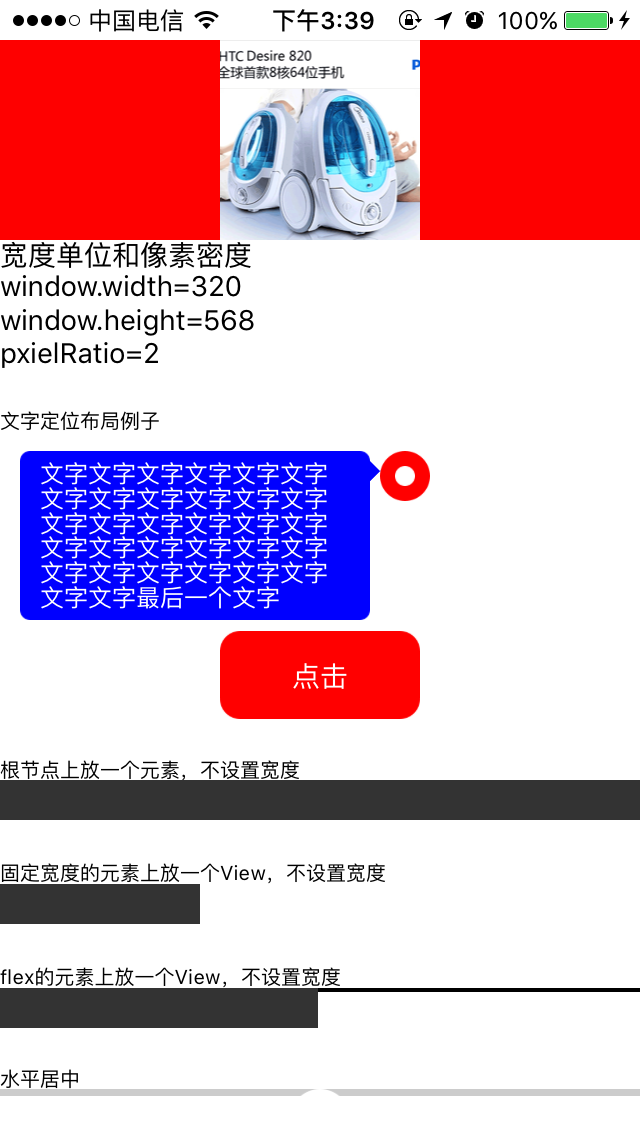 中国电信 下午3:39 100%
HTC Desire 820
全球首款8核64位手机
宽度单位和像素密度
window.width=320
window.height=568
pxielRatio=2
文字定位布局例子
文字文字文字文字文字文字
文字文字文字文字文字文字
文字文字文字文字文字文字
文字文字文字文字文字文字
文字文字文字文字文字文字
文字文字最后一个文字
点击
根节点上放一个元素，不设置宽度
固定宽度的元素上放一个View，不设置宽度
flex的元素上放一个View，不设置宽度
水平居中